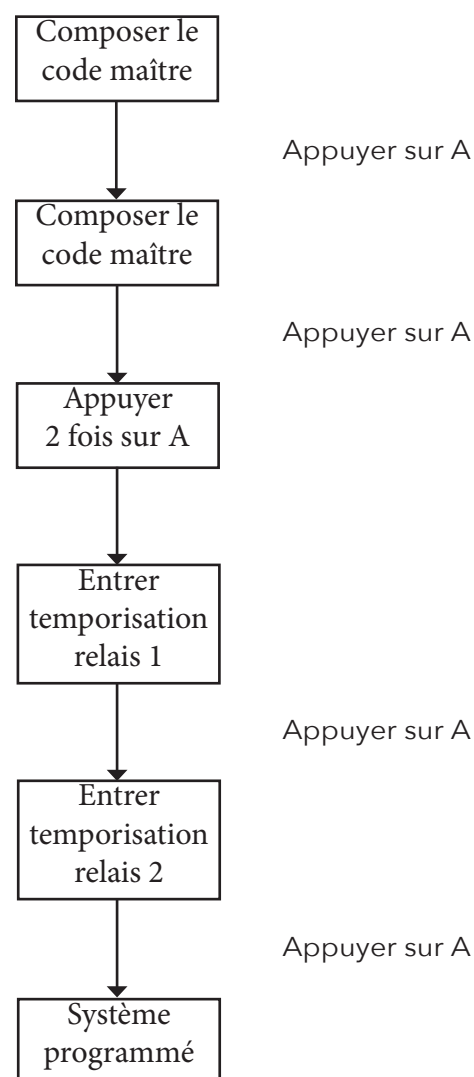 Composer le
code maître
Appuyer sur A
Composer le
code maître
Appuyer sur A
Appuyer
2 fois sur A
Entrer
temporisation
relais 1
Appuyer sur A
Entrer
temporisation
relais 2
Appuyer sur A
Système
programmé